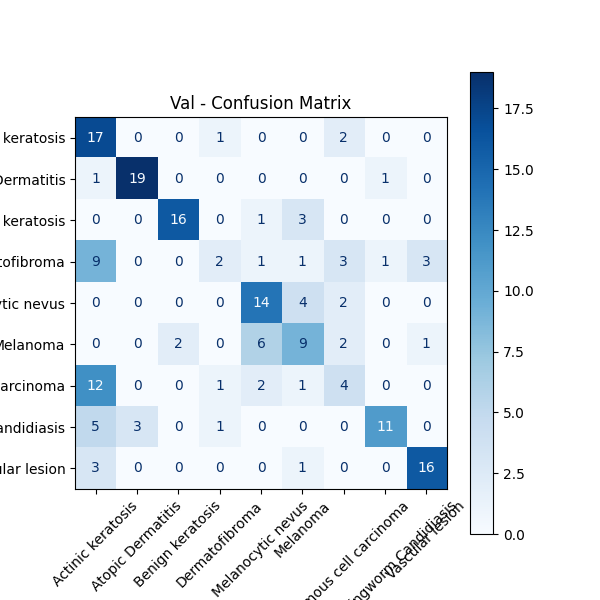 Val - Confusion Matrix
keratosis 17 0 0 1 0 0 2 0 0
Dermatitis 1 19 0 0 0 0 0 1 0
keratosis 0 0 16 0 1 3 0 0 0
tofibroma 9 0 0 2 1 1 3 1 3
ytic nevus 0 0 0 0 14 4 2 0 0
Melanoma 0 0 2 0 6 9 2 0 1
arcinoma 12 0 0 1 2 1 4 0 0
andidiasis 5 3 0 1 0 0 0 11 0
ular lesion 3 0 0 0 0 1 0 0 16
Actinic keratosis
Atopic Dermatitis
Benign keratosis
Dermatofibroma
Melanocytic nevus
Melanoma
mous cell carcinoma
ngworm Candidiasis
Vascular lesion
17.5
15.0
12.5
10.0
7.5
5.0
2.5
0.0